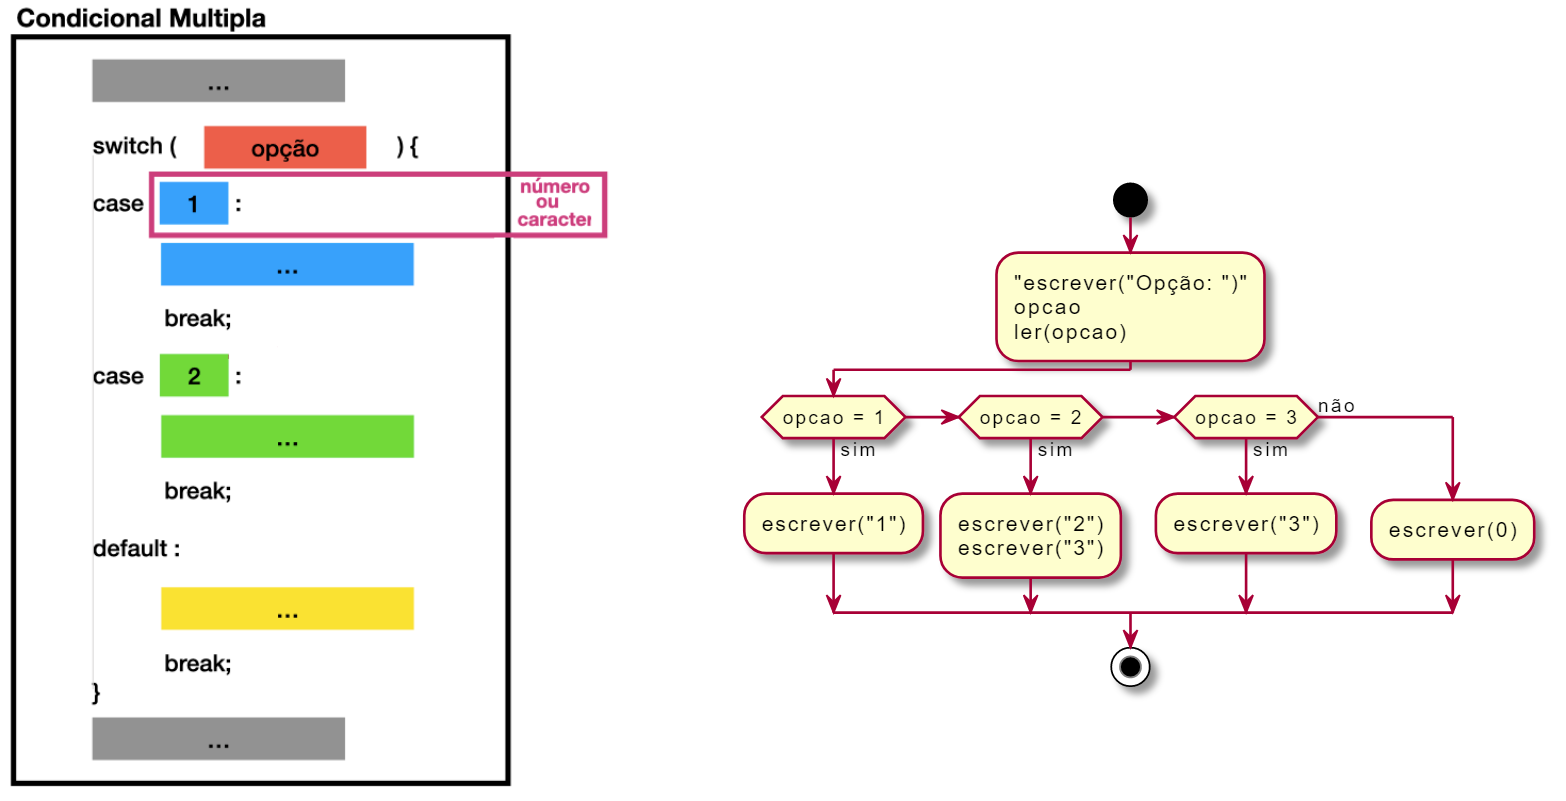 Condicional Multipla
...
switch ( opção ) {
case 1 :
número
ou
caracter
...
break;
case 2 :
...
break;
default :
...
break;
}
...
"escrever("Opção: ")"
opcao
ler(opcao)
opcao = 1
opcao = 2
opcao = 3
não
sim
sim
sim
escrever("1")
escrever("2")
escrever("3")
escrever("3")
escrever(0)